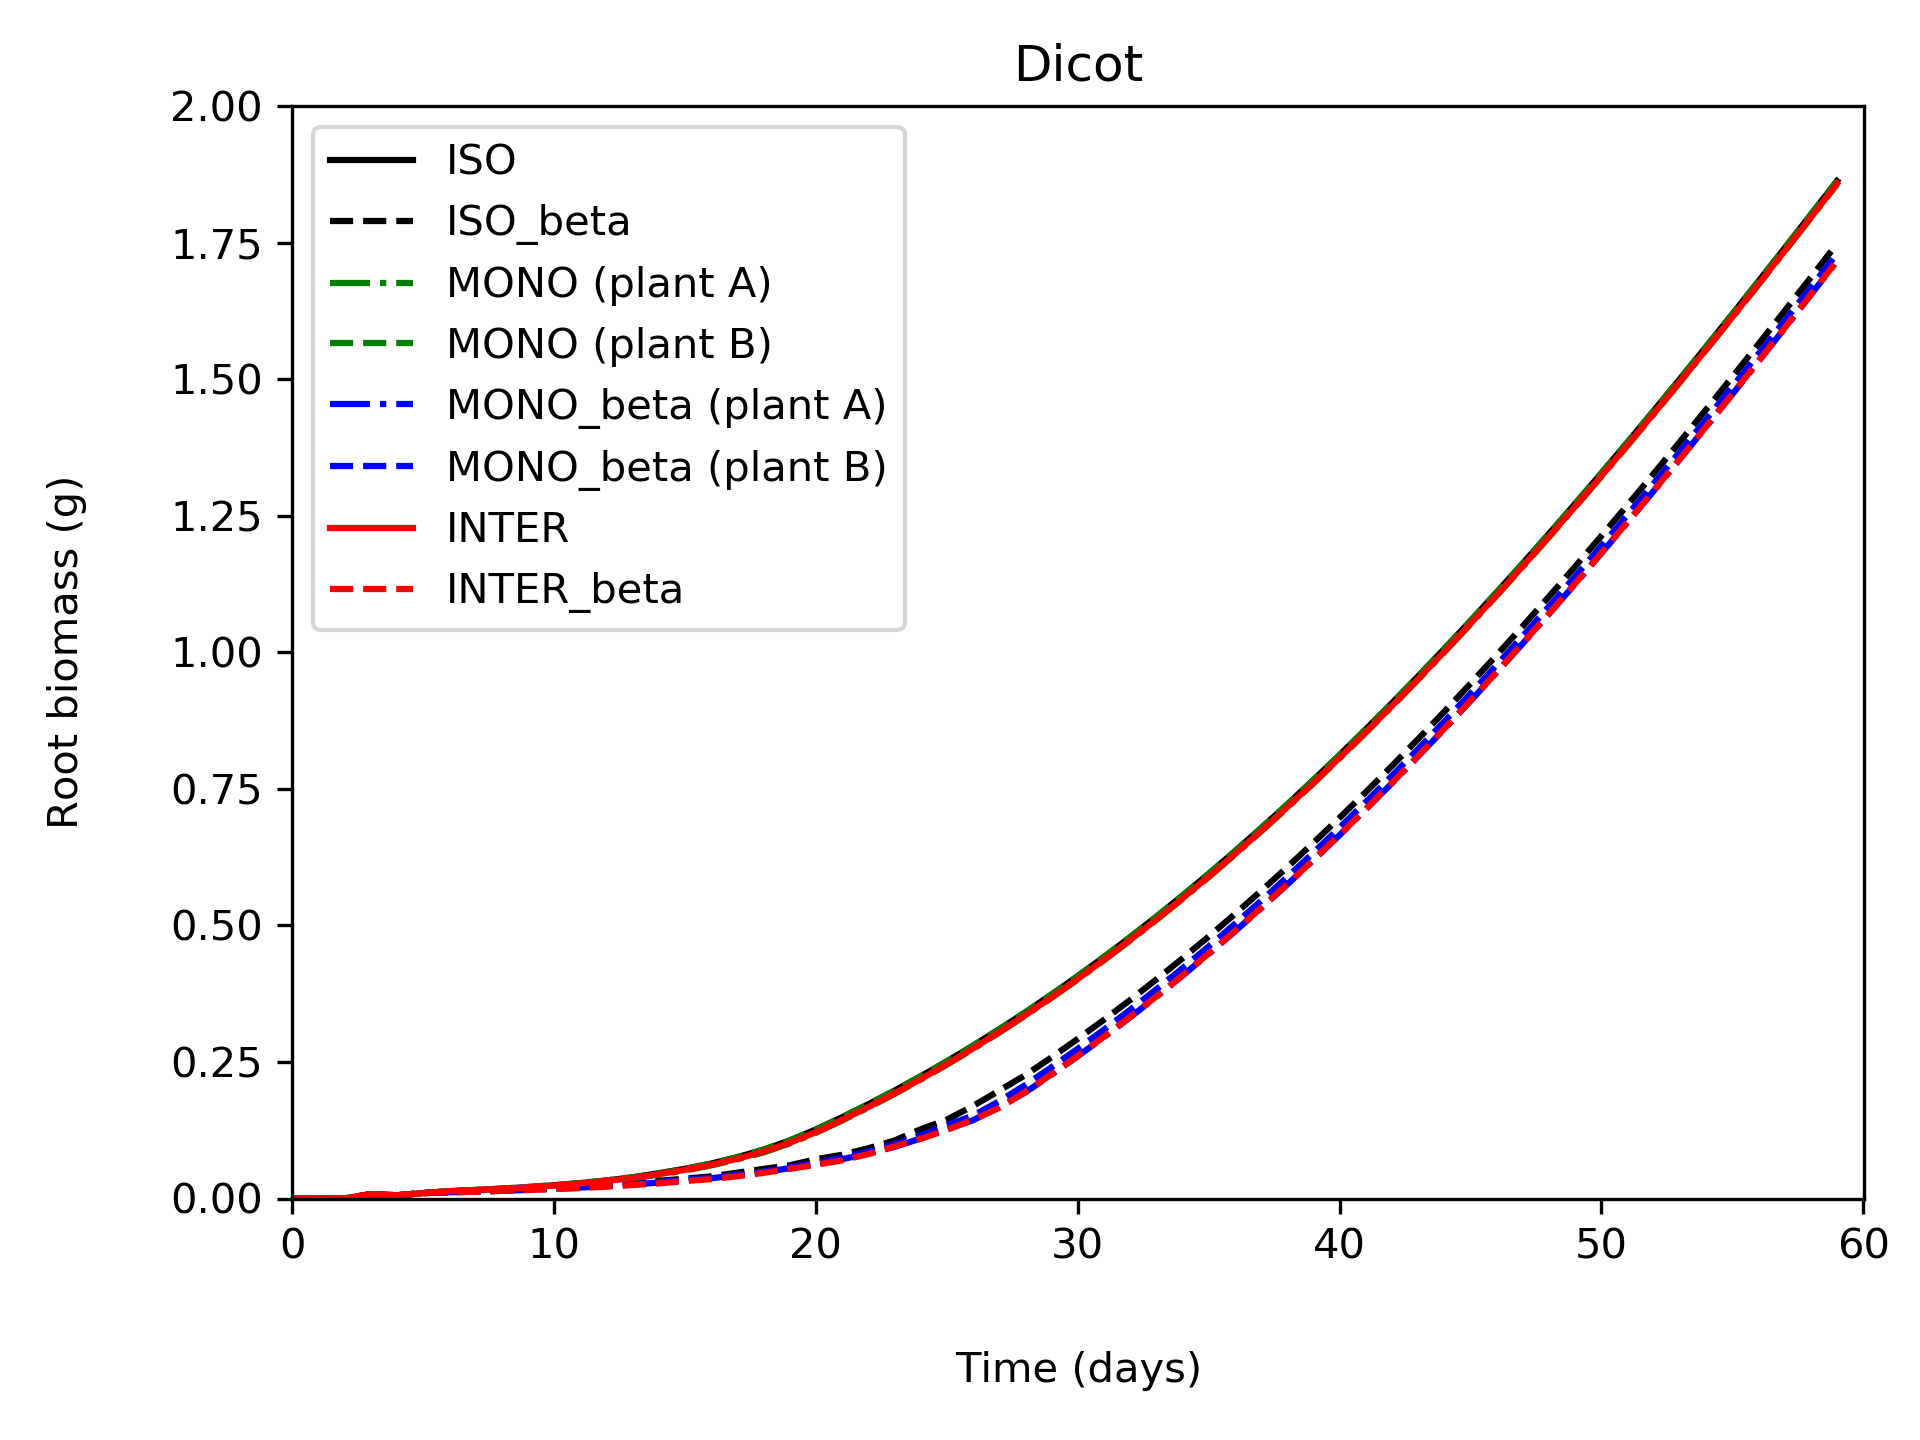 Dicot
2.00
1.75
1.50
1.25
1.00
0.75
0.50
0.25
0.00
Root biomass (g)
ISO
ISO_beta
MONO (plant A)
MONO (plant B)
MONO_beta (plant A)
MONO_beta (plant B)
INTER
INTER_beta
0 10 20 30 40 50 60
Time (days)